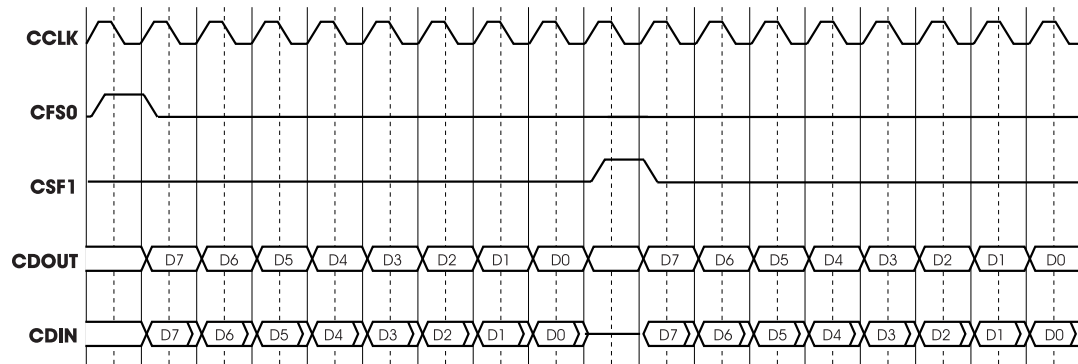 CCLK
CFS0
CSF1
CDOUT D7 D6 D5 D4 D3 D2 D1 D0 D7 D6 D5 D4 D3 D2 D1 D0
CDIN D7 D6 D5 D4 D3 D2 D1 D0 D7 D6 D5 D4 D3 D2 D1 D0